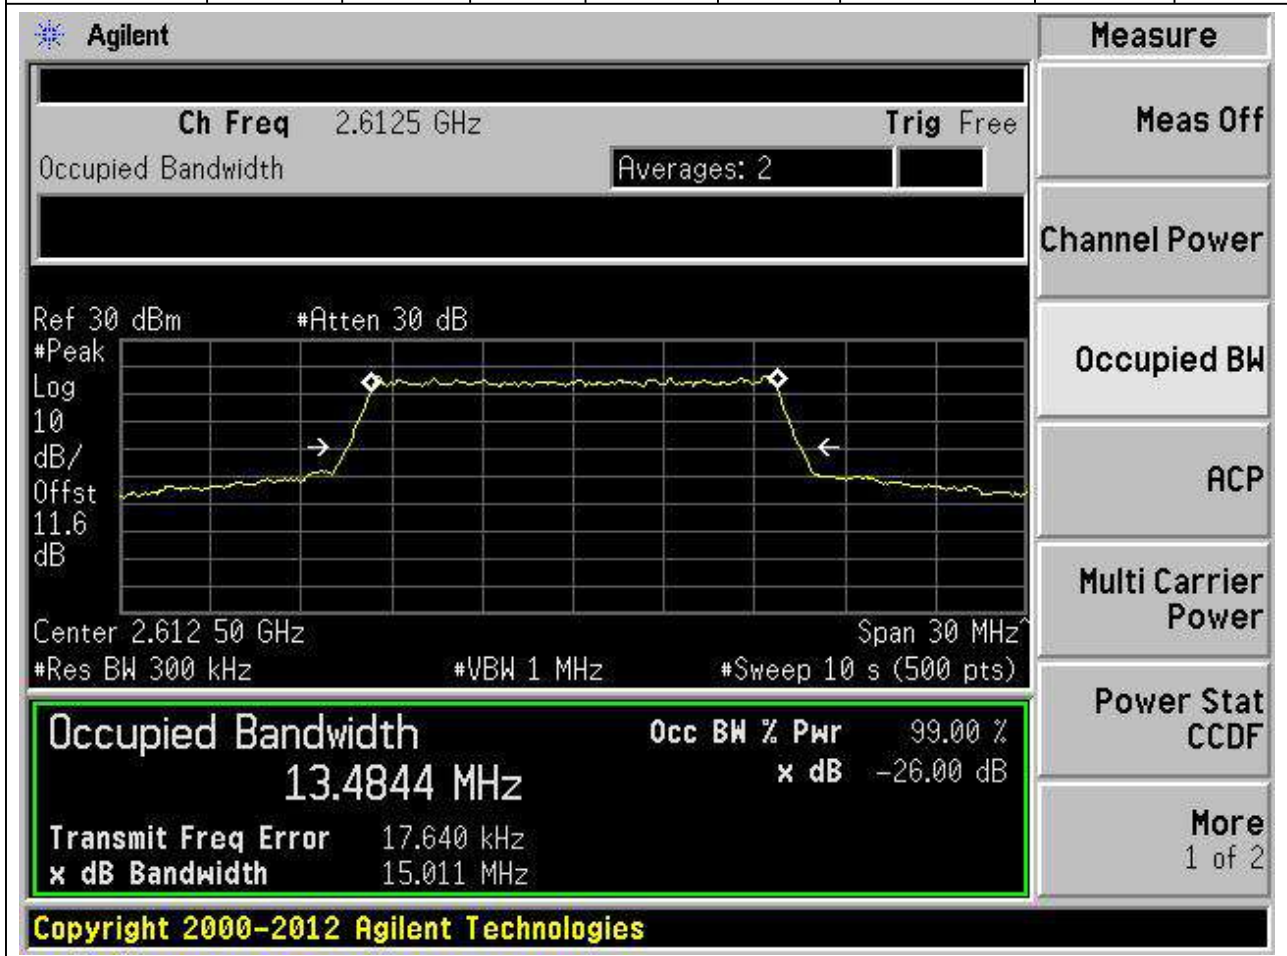 Agilent
Measure
Ch Freq 2.6125 GHz Trig Free
Occupied Bandwidth Averages: 2
Meas Off
Channel Power
Occupied BW
ACP
Multi Carrier
Power
Power Stat
CCDF
More
1 of 2
Ref 30 dBm #Atten 30 dB
#Peak
Log
10
dB/
Offst
11.6
dB
Center 2.612 50 GHz Span 30 MHz^
#Res BW 300 kHz #VBW 1 MHz #Sweep 10 s (500 pts)
Occupied Bandwidth Occ BW % Pwr 99.00 %
13.4844 MHz x dB -26.00 dB
Transmit Freq Error 17.640 kHz
x dB Bandwidth 15.011 MHz
Copyright 2000-2012 Agilent Technologies